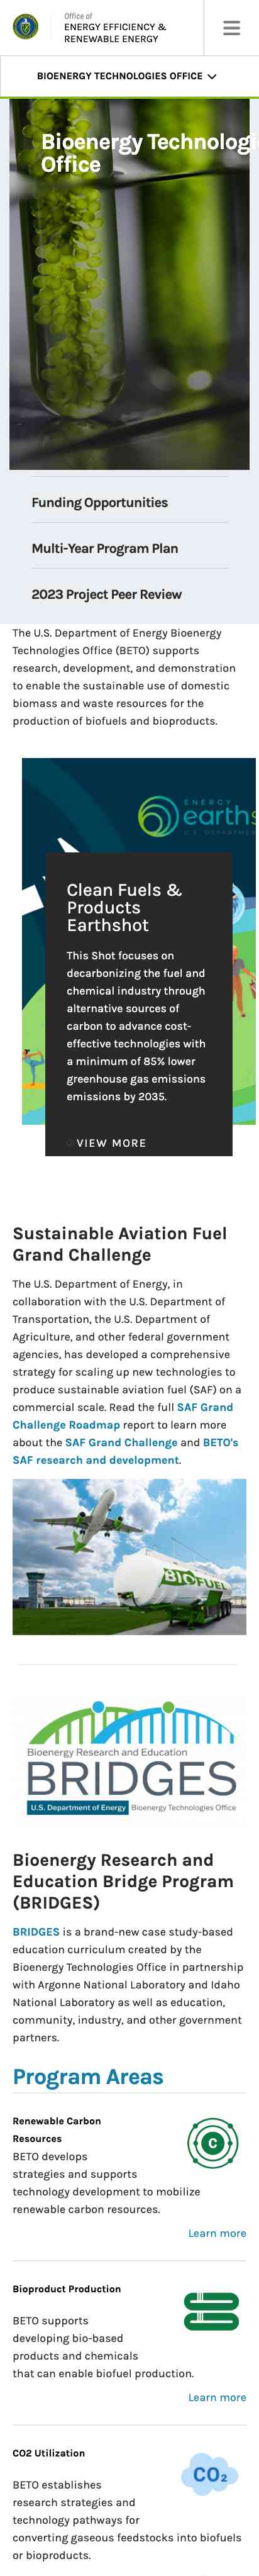 Office of
ENERGY EFFICIENCY &
RENEWABLE ENERGY
BIOENERGY TECHNOLOGIES OFFICE
Bioenergy Technologi
Office
Funding Opportunities
Multi-Year Program Plan
2023 Project Peer Review
The U.S. Department of Energy Bioenergy
Technologies Office (BETO) supports
research, development, and demonstration
to enable the sustainable use of domestic
biomass and waste resources for the
production of biofuels and bioproducts.
ENERGY
earths
U.S. DEPARTME
Clean Fuels &
Products
Earthshot
This Shot focuses on
decarbonizing the fuel and
chemical industry through
alternative sources of
carbon to advance cost-
effective technologies with
a minimum of 85% lower
greenhouse gas emissions
emissions by 2035.
VIEW MORE
Sustainable Aviation Fuel
Grand Challenge
The U.S. Department of Energy, in
collaboration with the U.S. Department of
Transportation, the U.S. Department of
Agriculture, and other federal government
agencies, has developed a comprehensive
strategy for scaling up new technologies to
produce sustainable aviation fuel (SAF) on a
commercial scale. Read the full SAF Grand
Challenge Roadmap report to learn more
about the SAF Grand Challenge and BETO's
SAF research and development.
BIOFUEL
Bioenergy Research and Education
BRIDGES
U.S. Department of Energy Bioenergy Technologies Office
Bioenergy Research and
Education Bridge Program
(BRIDGES)
BRIDGES is a brand-new case study-based
education curriculum created by the
Bioenergy Technologies Office in partnership
with Argonne National Laboratory and Idaho
National Laboratory as well as education,
community, industry, and other government
partners.
Program Areas
Renewable Carbon
Resources
C
BETO develops
strategies and supports
technology development to mobilize
renewable carbon resources.
Learn more
Bioproduct Production
BETO supports
developing bio-based
products and chemicals
that can enable biofuel production.
Learn more
CO2 Utilization
CO₂
BETO establishes
research strategies and
technology pathways for
converting gaseous feedstocks into biofuels
or bioproducts.